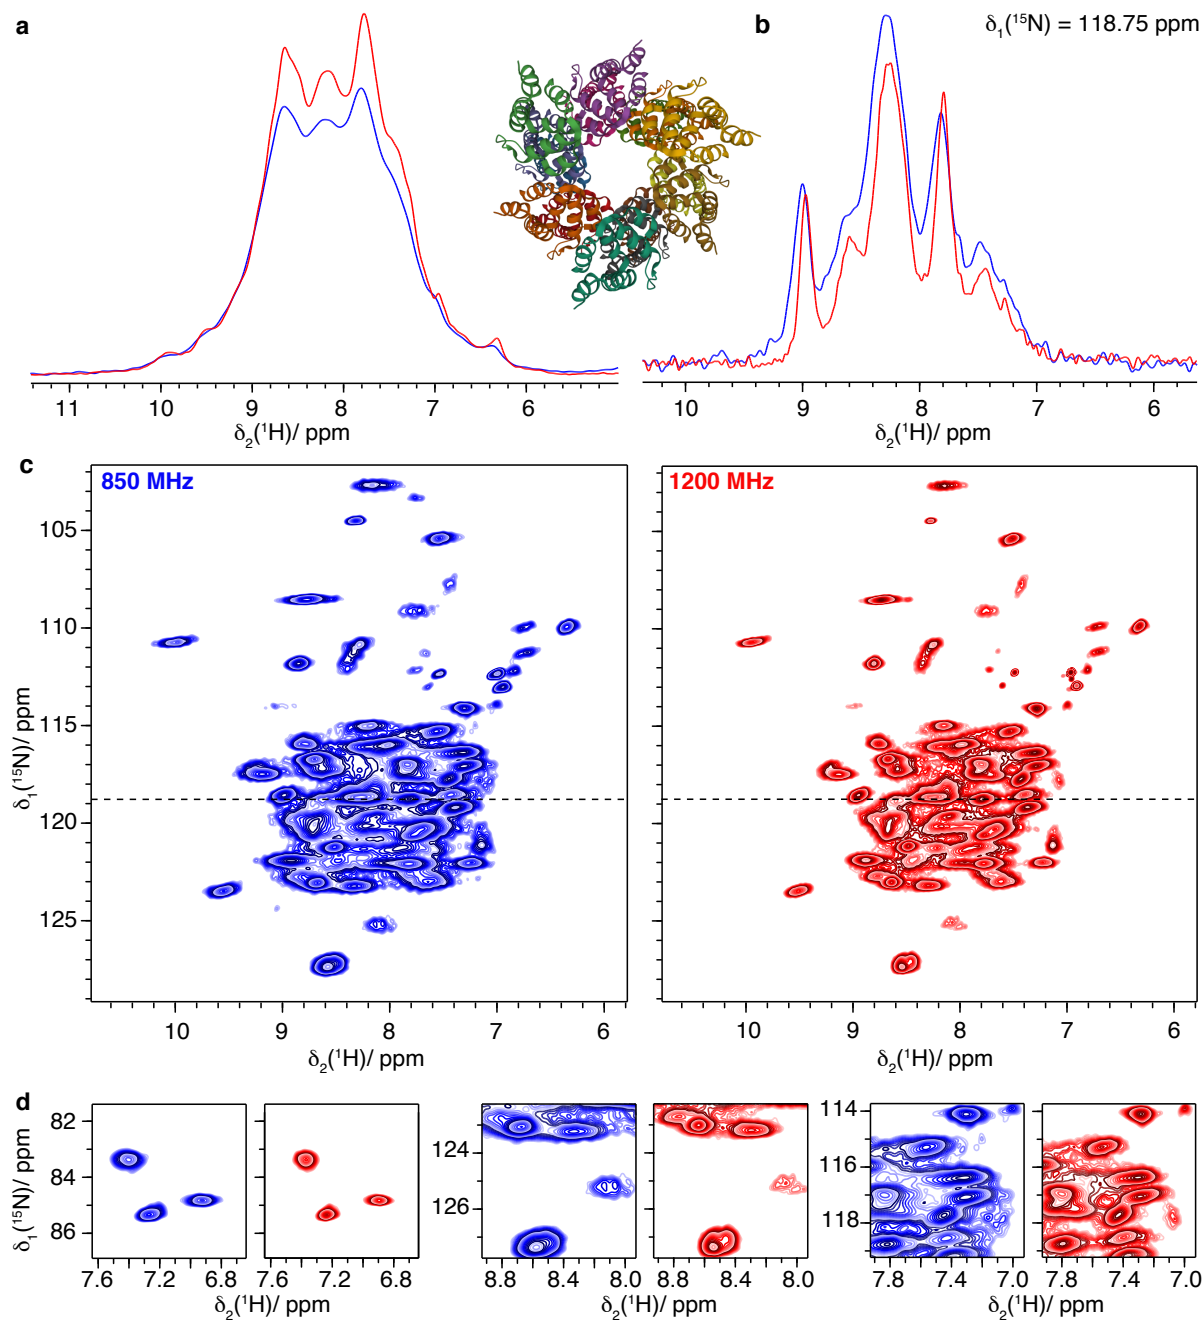 a
b
δ₁(¹⁵N) = 118.75 ppm
11 10 9 8 7 6
δ₂(¹H)/ ppm
10 9 8 7 6
δ₂(¹H)/ ppm
c
850 MHz
1200 MHz
δ₁(¹⁵N)/ ppm
105
110
115
120
125
10 9 8 7 6
δ₂(¹H)/ ppm
10 9 8 7 6
δ₂(¹H)/ ppm
d
δ₁(¹⁵N)/ ppm
82
84
86
7.6 7.2 6.8
7.6 7.2 6.8
δ₂(¹H)/ ppm
124
126
8.8 8.4 8.0
8.8 8.4 8.0
δ₂(¹H)/ ppm
114
116
118
7.8 7.4 7.0
7.8 7.4 7.0
δ₂(¹H)/ ppm